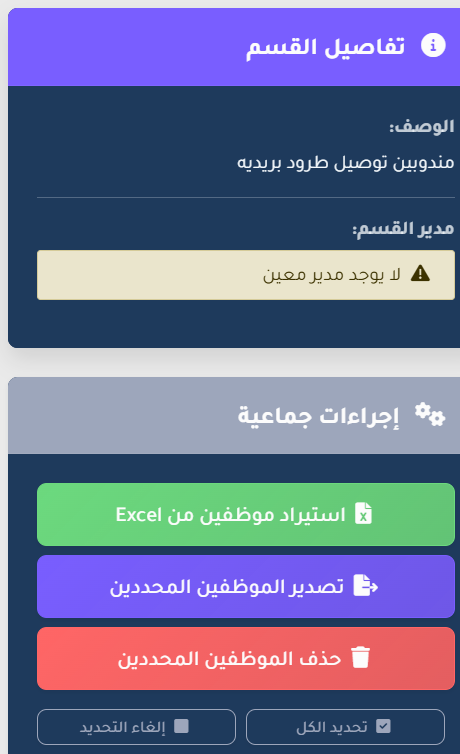 تفاصيل القسم
الوصف:
مندوبين توصيل طرود بريديه
مدير القسم:
لا يوجد مدير معين
إجراءات جماعية
استيراد موظفين من Excel
تصدير الموظفين المحددين
حذف الموظفين المحددين
تحديد الكل
إلغاء التحديد